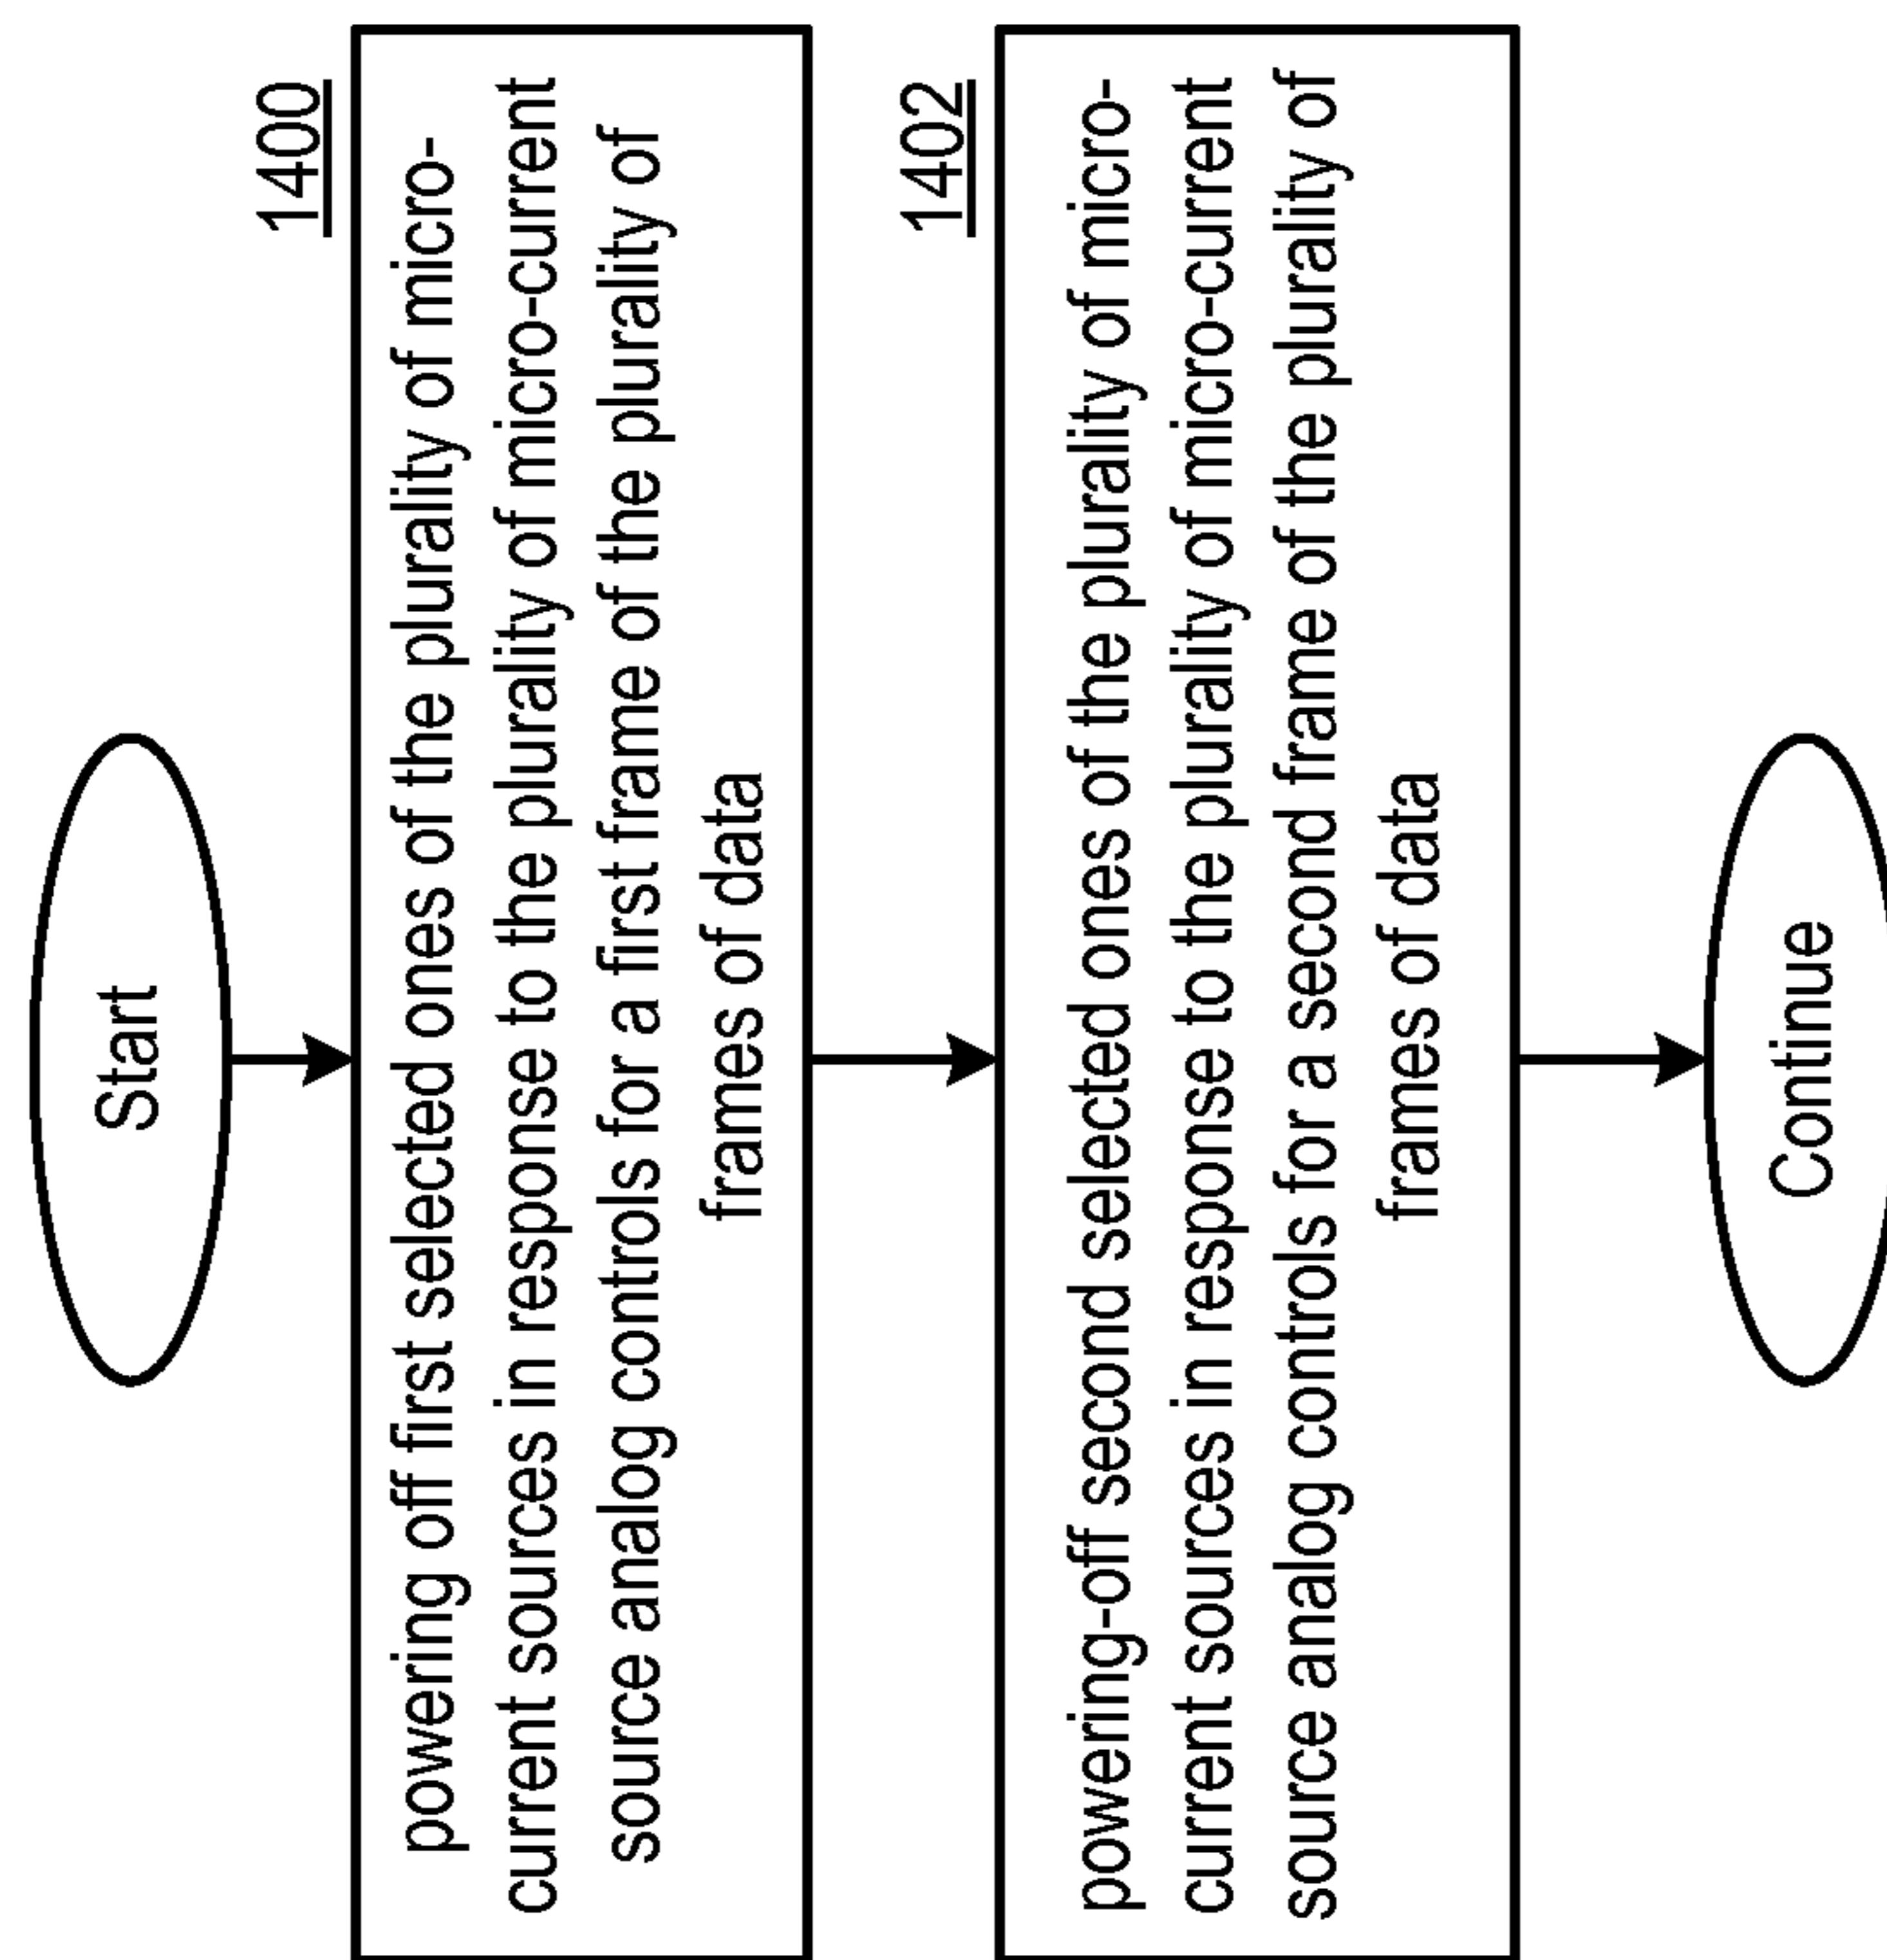 Start
1400
powering off first selected ones of the plurality of micro-
current sources in response to the plurality of micro-current
source analog controls for a first frame of the plurality of
frames of data
1402
powering-off second selected ones of the plurality of micro-
current sources in response to the plurality of micro-current
source analog controls for a second frame of the plurality of
frames of data
Continue